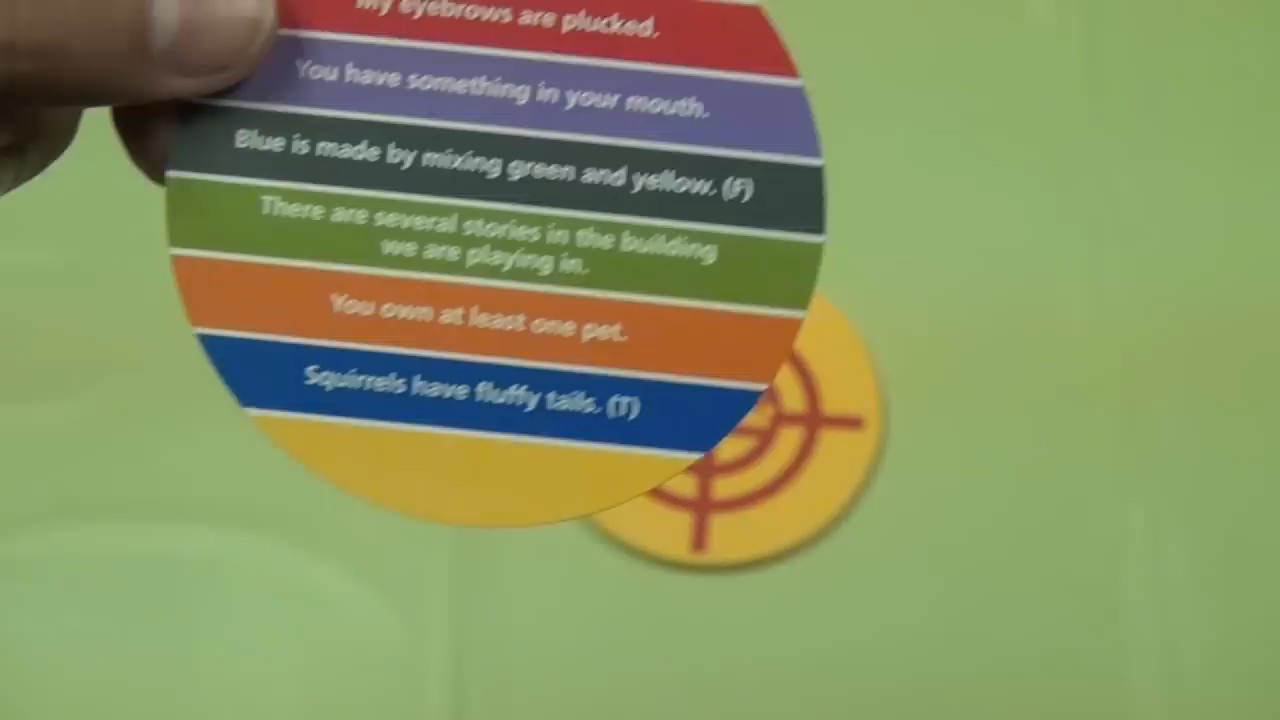 My eyebrows are plucked.
You have something in your mouth.
Blue is made by mixing green and yellow. (F)
There are several stories in the building
we are playing in.
You own at least one pet.
Squirrels have fluffy tails. (T)